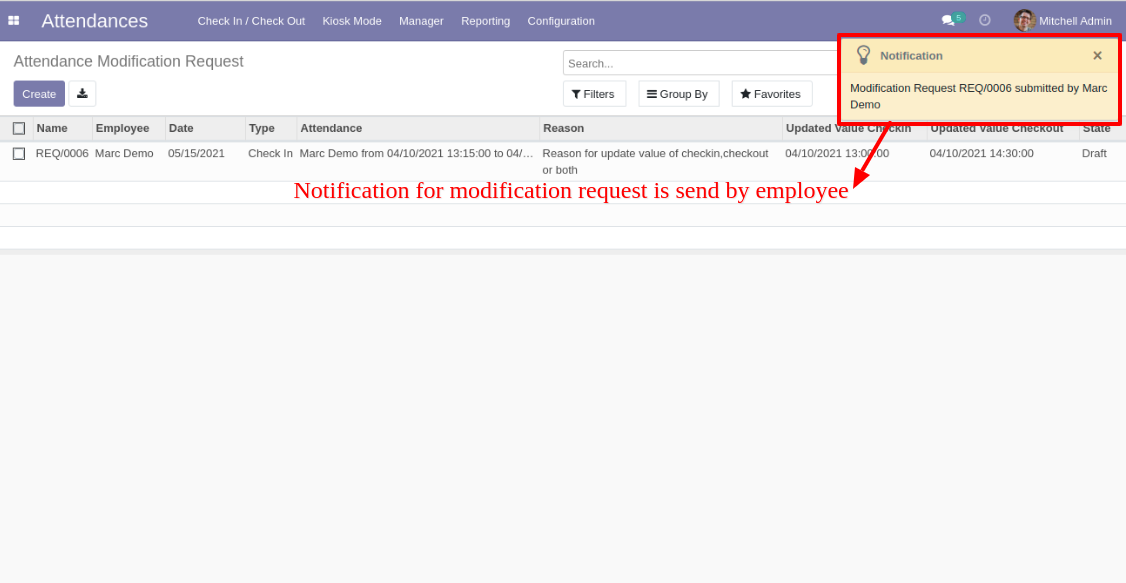 Attendances Check In / Check Out Kiosk Mode Manager Reporting Configuration 5 Mitchell Admin
Attendance Modification Request
Search...
Notification ×
Modification Request REQ/0006 submitted by Marc
Demo
Create Filters Group By Favorites
Name Employee Date Type Attendance Reason Updated Value Checkin Updated Value Checkout State
REQ/0006 Marc Demo 05/15/2021 Check In Marc Demo from 04/10/2021 13:15:00 to 04/... Reason for update value of checkin,checkout 04/10/2021 13:00:00 04/10/2021 14:30:00 Draft
or both
Notification for modification request is send by employee